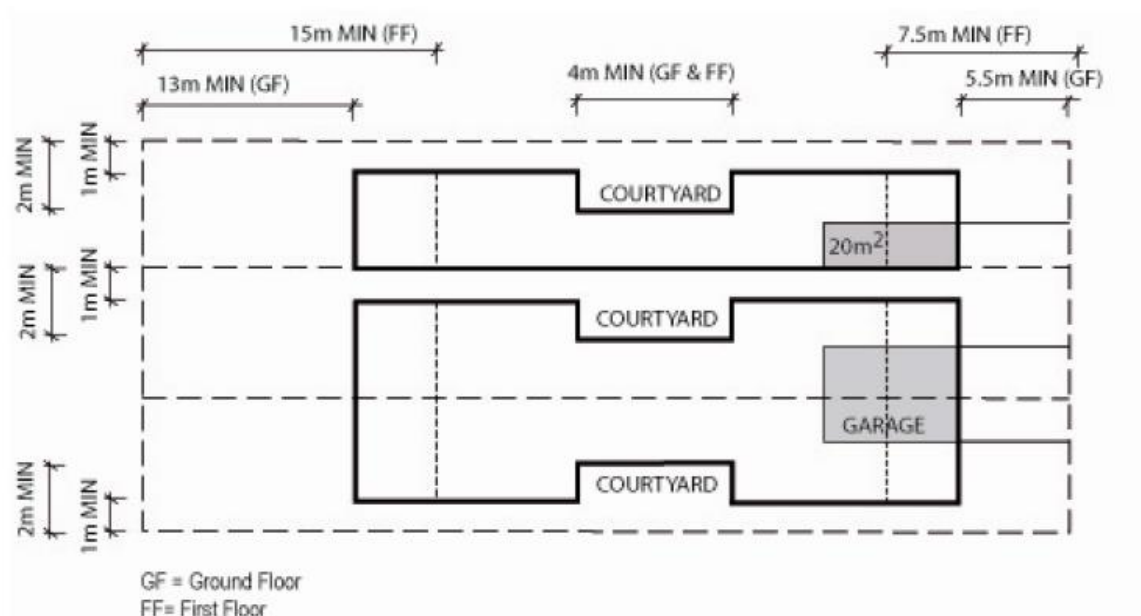 15m MIN (FF)
7.5m MIN (FF)
13m MIN (GF)
4m MIN (GF & FF)
5.5m MIN (GF)
2m MIN
1m MIN
COURTYARD
20m²
2m MIN
1m MIN
COURTYARD
GARAGE
2m MIN
1m MIN
COURTYARD
GF = Ground Floor
FF= First Floor